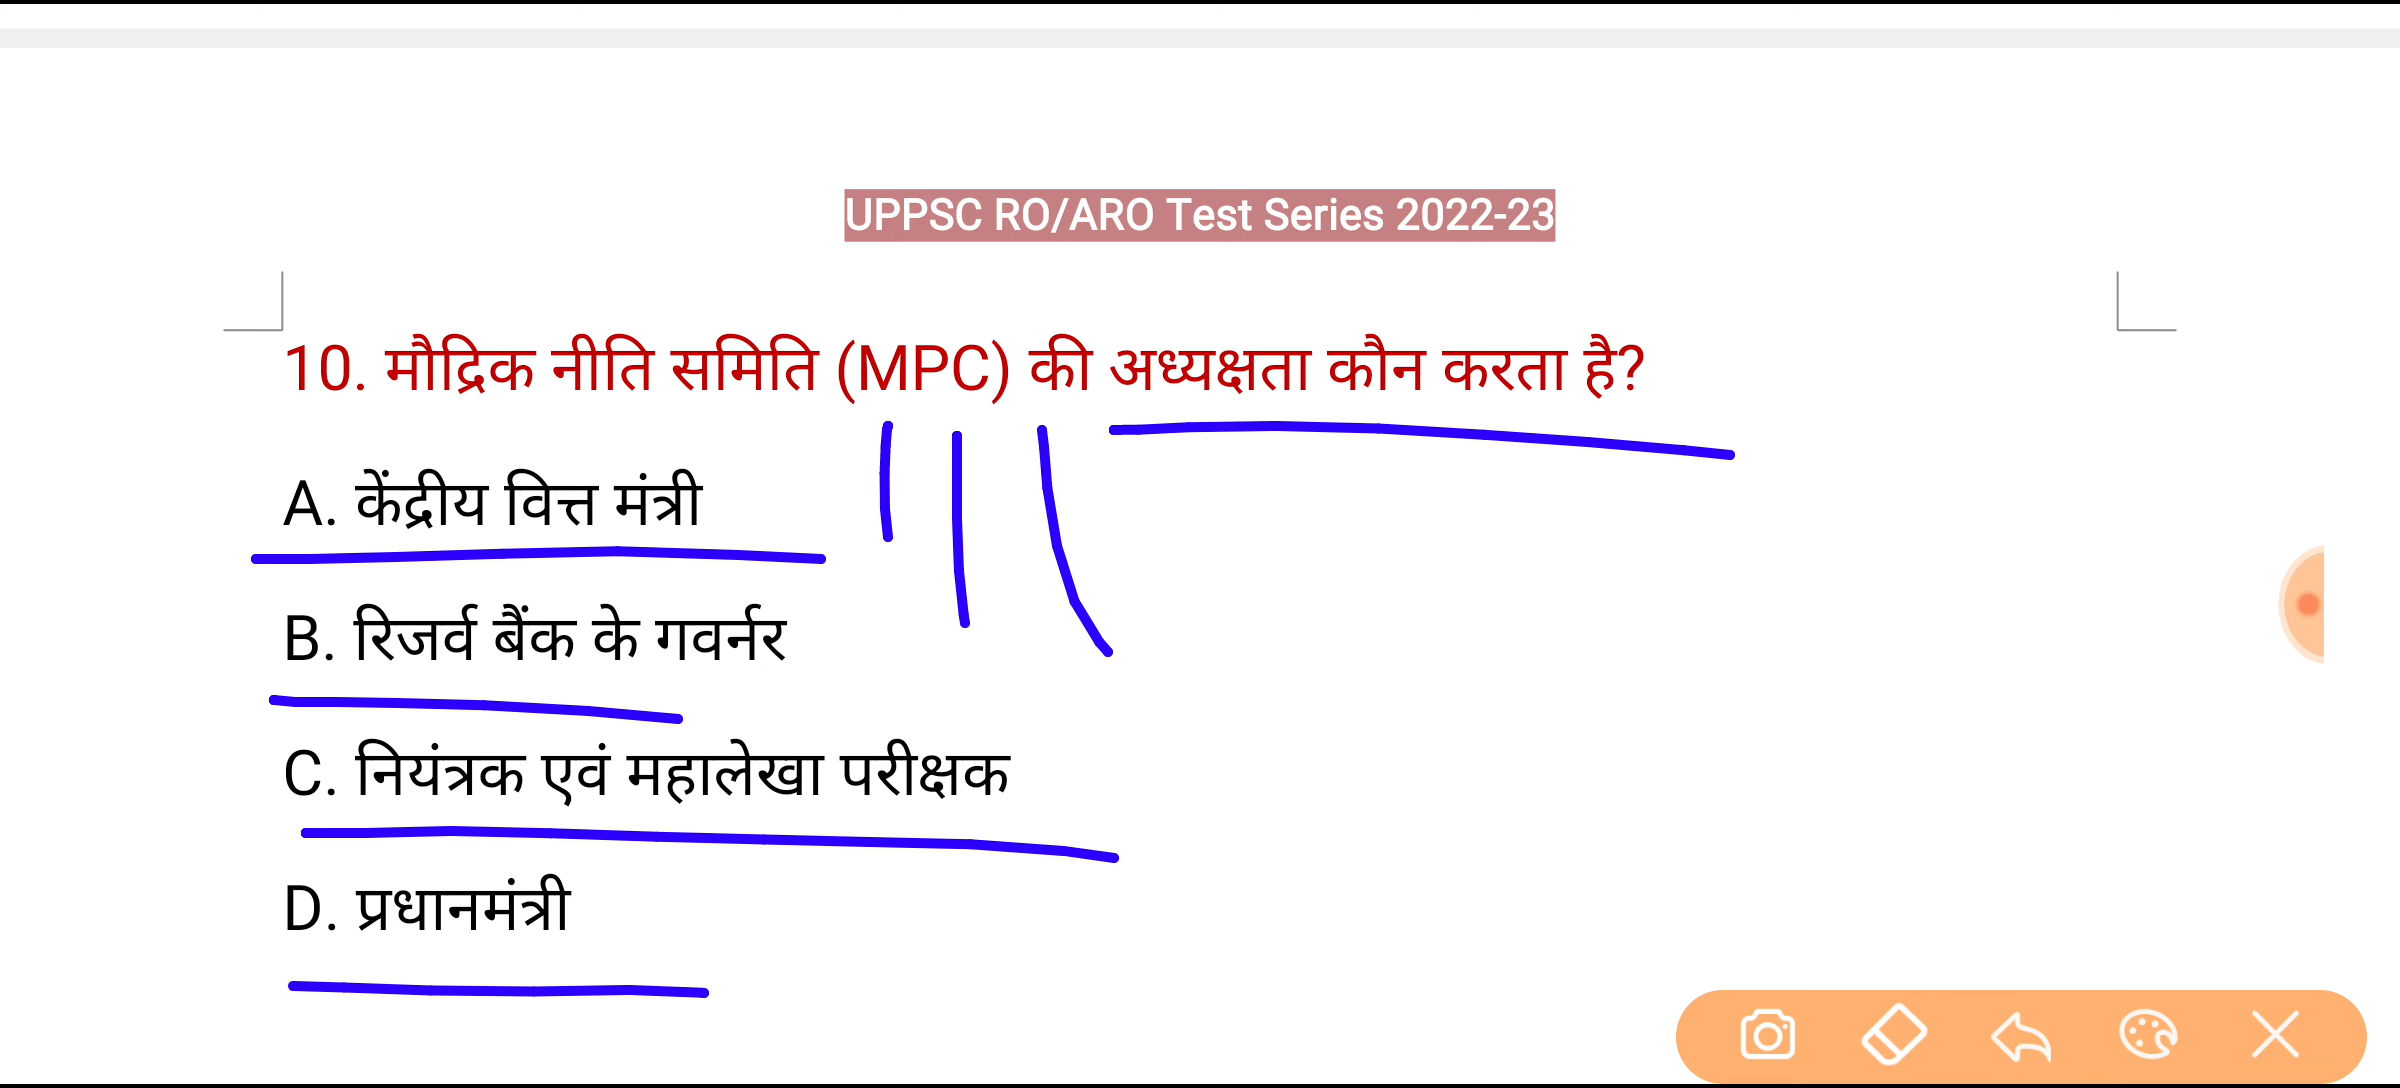 UPPSC RO/ARO Test Series 2022-23
10. मौद्रिक नीति समिति (MPC) की अध्यक्षता कौन करता है?
A. केंद्रीय वित्त मंत्री
B. रिजर्व बैंक के गवर्नर
C. नियंत्रक एवं महालेखा परीक्षक
D. प्रधानमंत्री